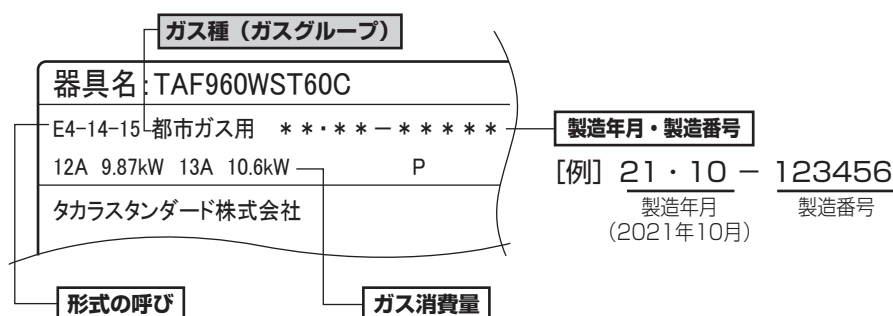 ガス種（ガスグループ）
器具名:TAF960WST60C
E4-14-15 都市ガス用 ＊＊・＊＊－＊＊＊＊＊
12A 9.87kW 13A 10.6kW P
タカラスタンダード株式会社
形式の呼び
ガス消費量
製造年月・製造番号
［例］ 21・10 － 123456
製造年月
（2021年10月）
製造番号